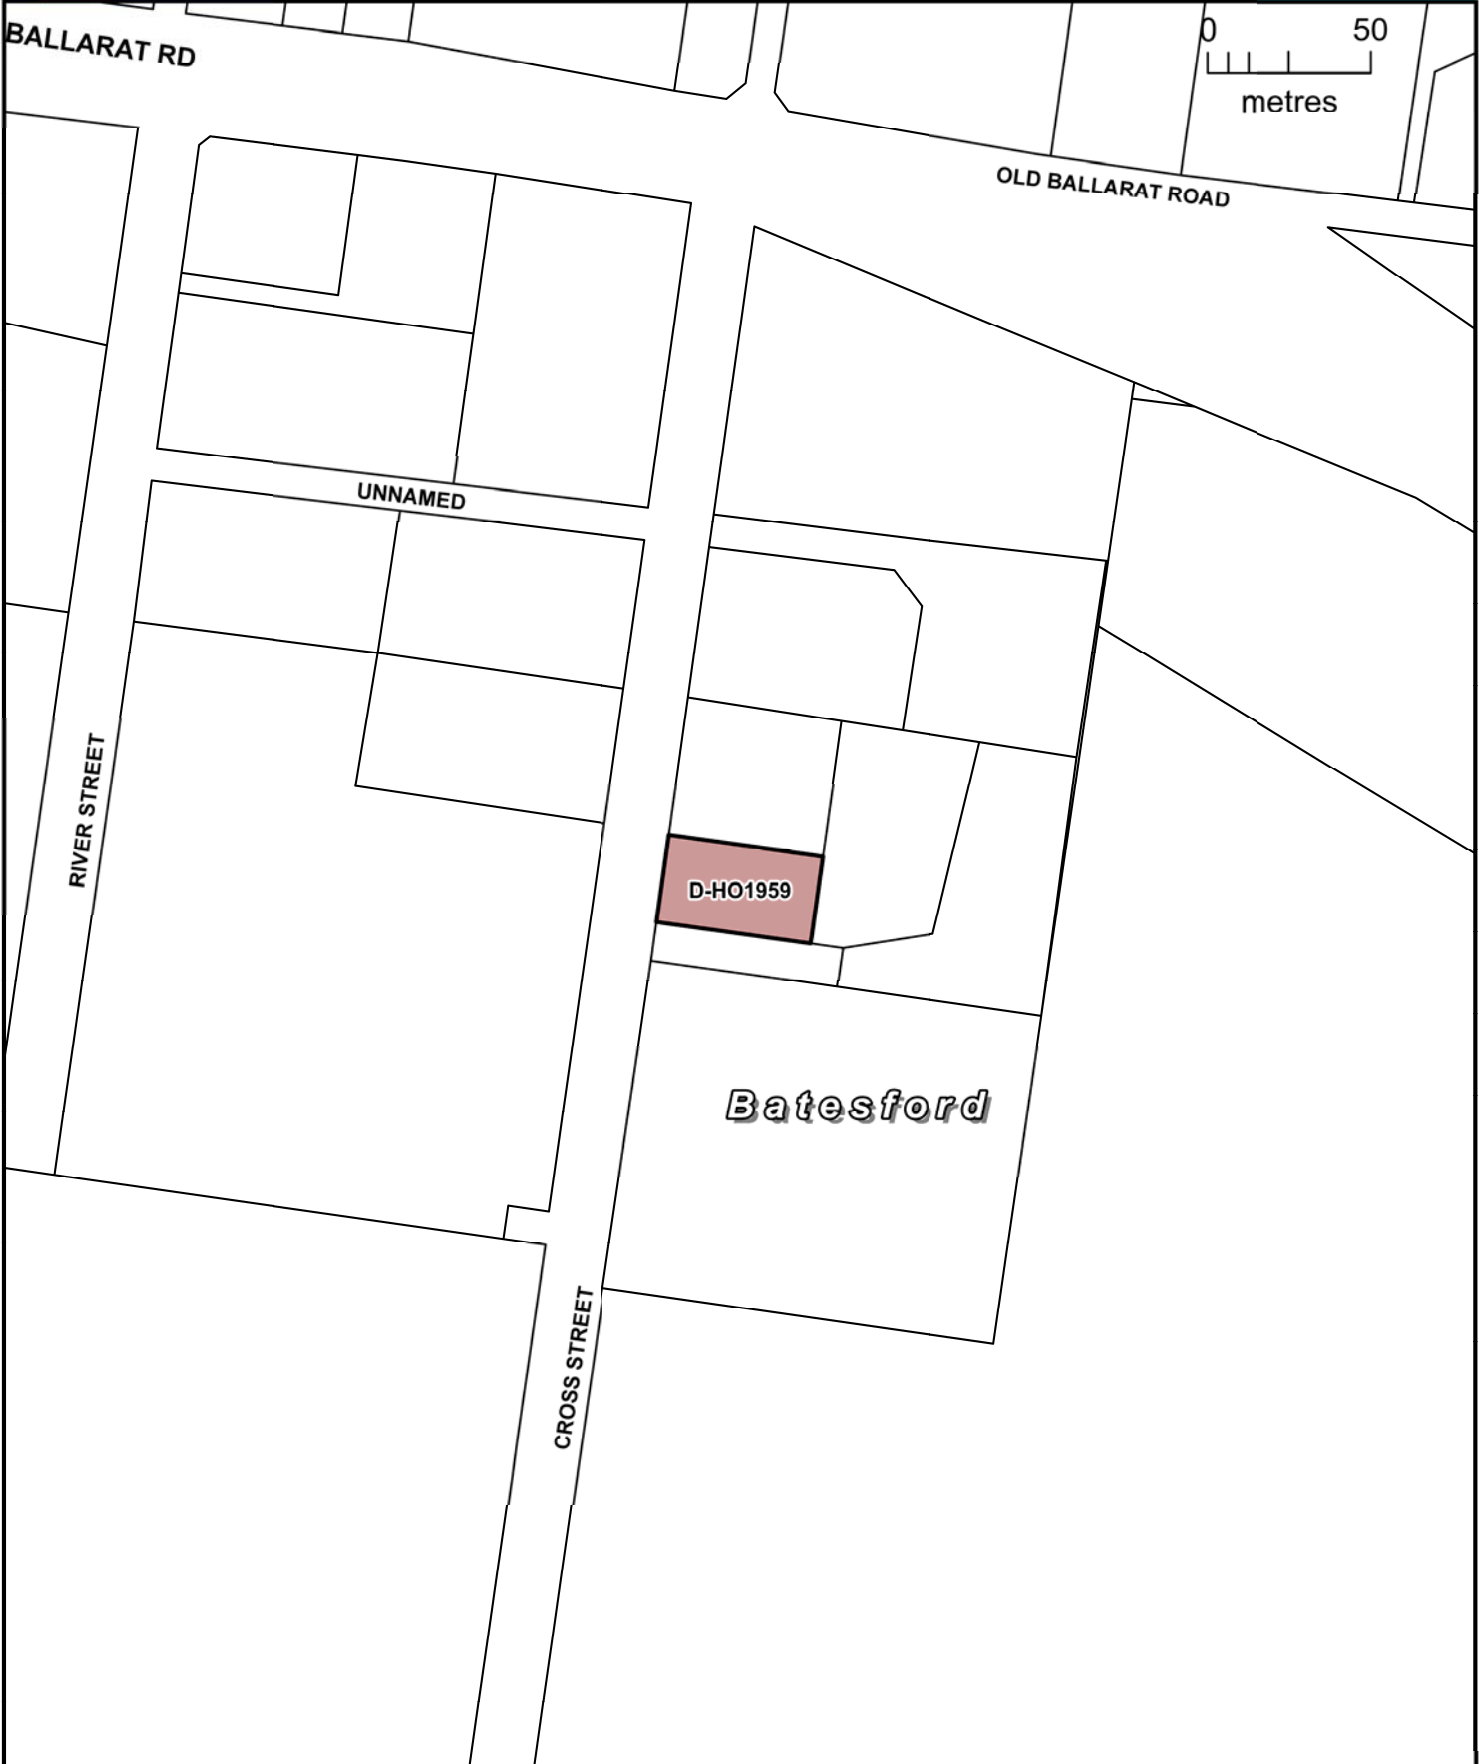 BALLARAT RD
0 50
metres
OLD BALLARAT ROAD
UNNAMED
RIVER STREET
D-HO1959
Batesford
CROSS STREET